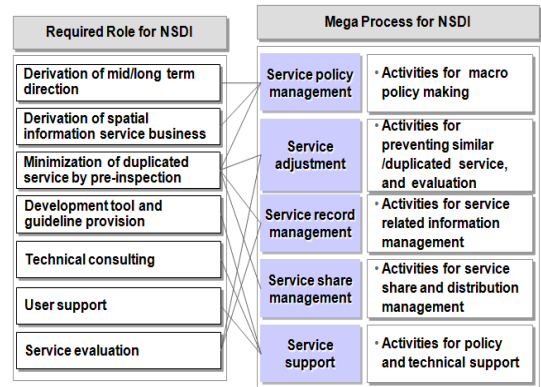 Required Role for NSDI
Derivation of mid/long term
direction
Derivation of spatial
information service business
Minimization of duplicated
service by pre-inspection
Development tool and
guideline provision
Technical consulting
User support
Service evaluation
Mega Process for NSDI
Service policy
management
• Activities for macro
policy making
Service
adjustment
• Activities for
preventing similar
/duplicated service,
and evaluation
Service record
management
• Activities for service
related information
management
Service share
management
• Activities for service
share and distribution
management
Service
support
• Activities for policy
and technical support